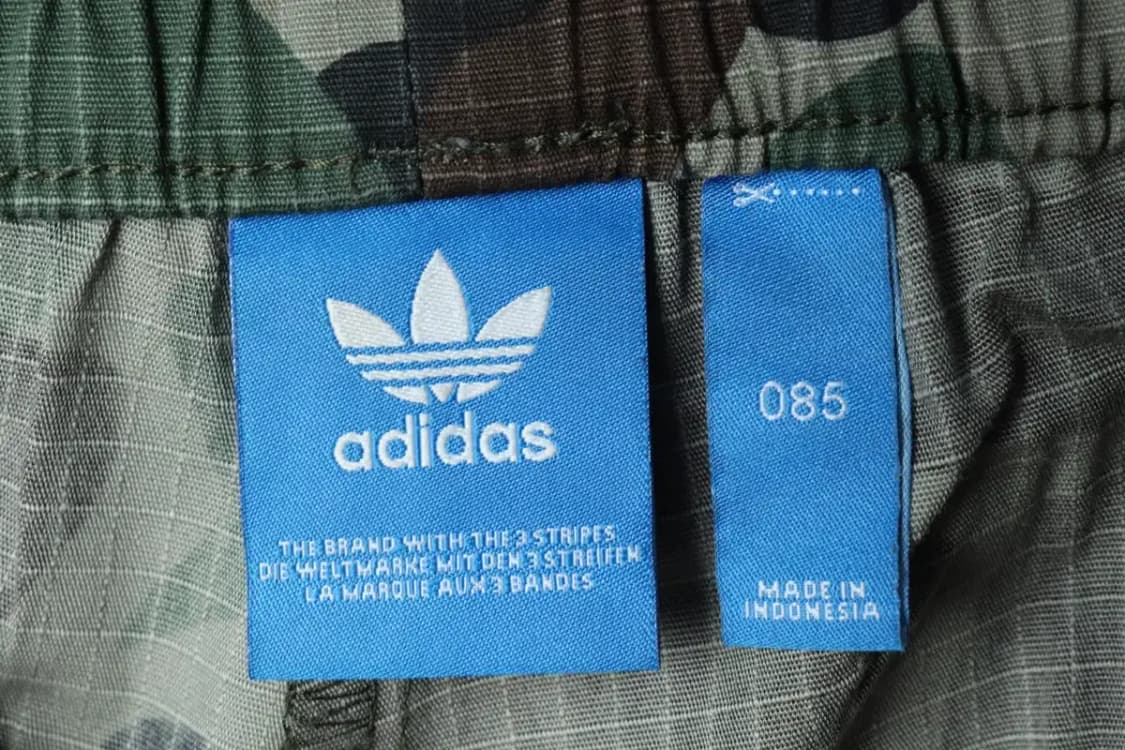 adidas
THE BRAND WITH THE 3 STRIPES
DIE WELTMARKE MIT DEN 3 STREIFEN
LA MARQUE AUX 3 BANDES
085
MADE IN
INDONESIA